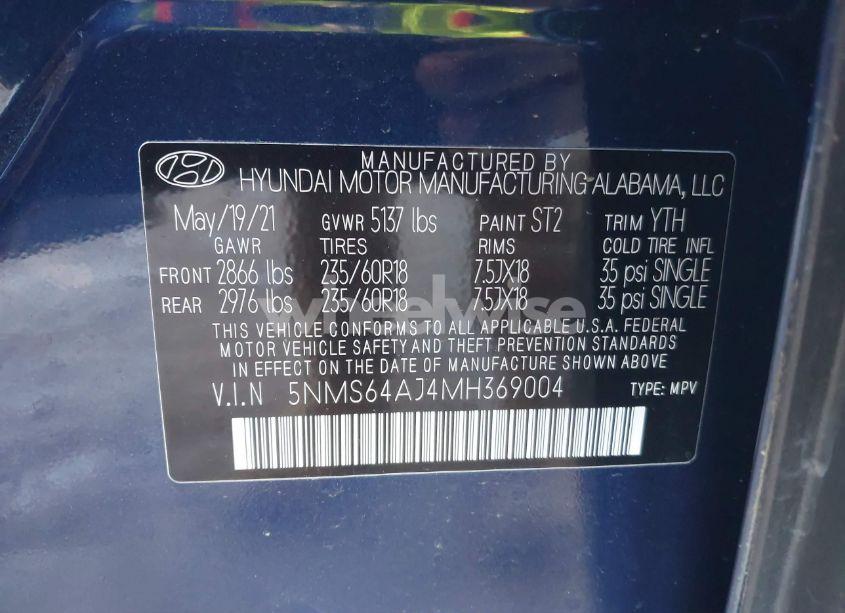 MANUFACTURED BY
HYUNDAI MOTOR MANUFACTURING ALABAMA, LLC
May/19/21 GVWR 5137 lbs PAINT ST2 TRIM YTH
GAWR TIRES RIMS COLD TIRE INFL
FRONT 2866 lbs 235/60R18 7.5JX18 35 psi SINGLE
REAR 2976 lbs 235/60R18 7.5JX18 35 psi SINGLE
THIS VEHICLE CONFORMS TO ALL APPLICABLE U.S.A. FEDERAL
MOTOR VEHICLE SAFETY AND THEFT PREVENTION STANDARDS
IN EFFECT ON THE DATE OF MANUFACTURE SHOWN ABOVE
V.I.N 5NMS64AJ4MH369004 TYPE: MPV